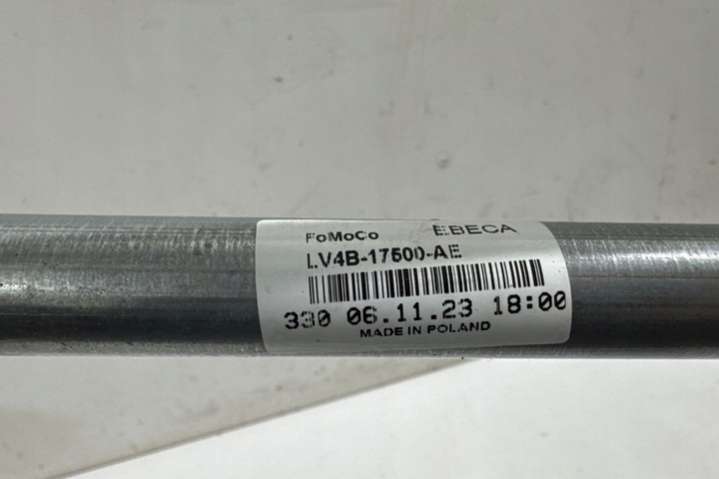 FoMoCo EBECA
LV4B-17500-AE
330 06.11.23 18:00
MADE IN POLAND